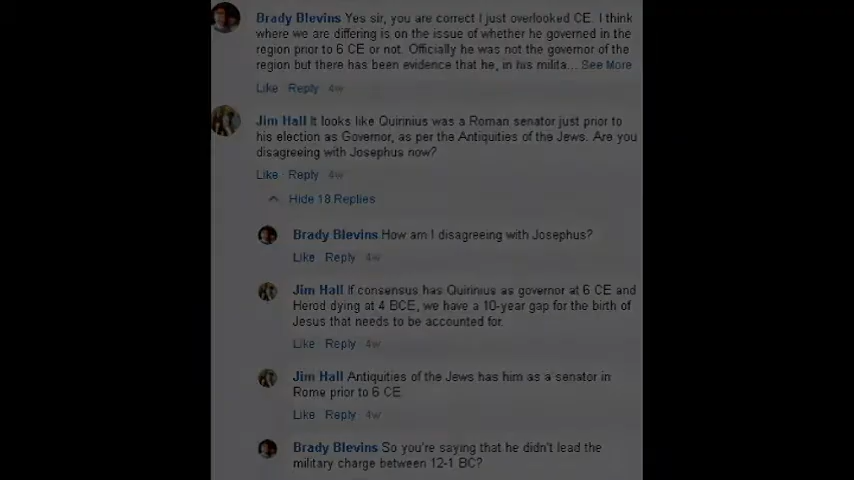 Brady Blevins Yes sir, you are correct I just overlooked CE. I think
where we are differing is on the issue of whether he governed in the
region prior to 6 CE or not. Officially he was not the governor of the
region but there has been evidence that he, in his milita... See More
Like Reply 4w
Jim Hall It looks like Quirinius was a Roman senator just prior to
his election as Governor, as per the Antiquities of the Jews. Are you
disagreeing with Josephus now?
Like Reply 4w
Hide 18 Replies
Brady Blevins How am I disagreeing with Josephus?
Like Reply 4w
Jim Hall If consensus has Quirinius as governor at 6 CE and
Herod dying at 4 BCE, we have a 10-year gap for the birth of
Jesus that needs to be accounted for.
Like Reply 4w
Jim Hall Antiquities of the Jews has him as a senator in
Rome prior to 6 CE.
Like Reply 4w
Brady Blevins So you're saying that he didn't lead the
military charge between 12-1 BC?